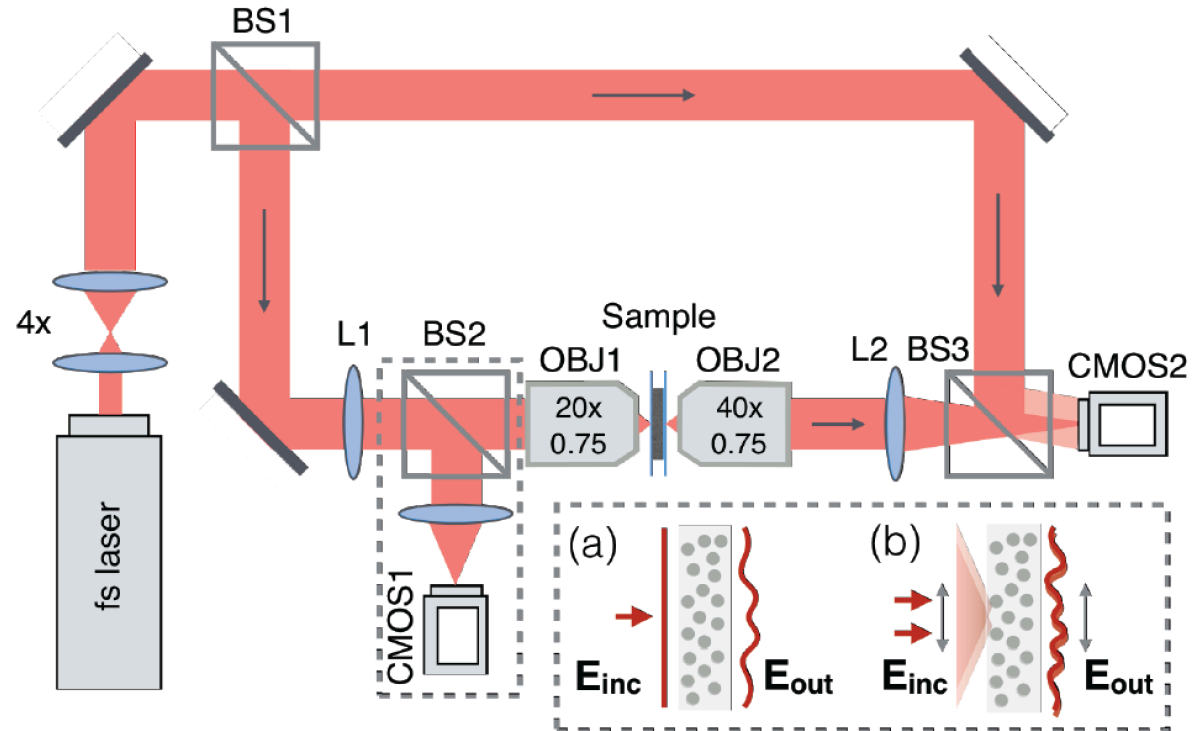 BS1
4x
Sample
L1
BS2
OBJ1
OBJ2
L2
BS3
CMOS2
20x
0.75
40x
0.75
fs laser
CMOS1
(a)
(b)
Einc
Eout
Einc
Eout